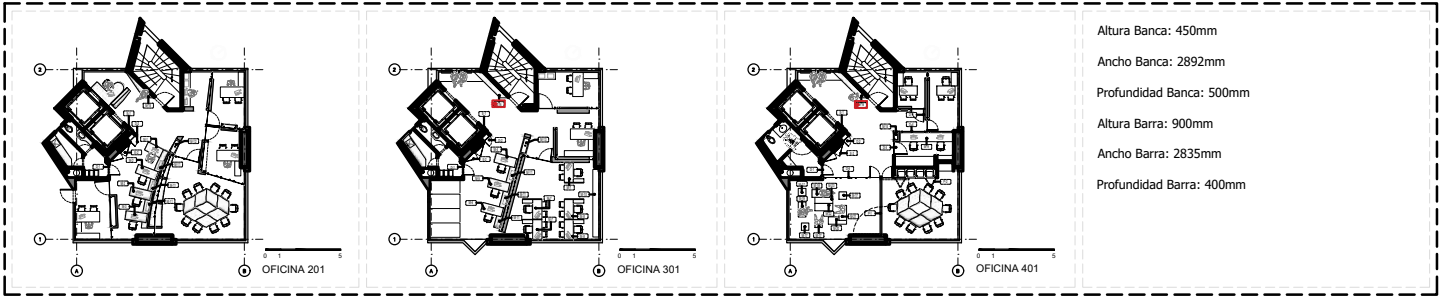 2
1
A
B
0 1 5
OFICINA 201
2
1
A
B
0 1 5
OFICINA 301
2
1
A
B
0 1 5
OFICINA 401
Altura Banca: 450mm
Ancho Banca: 2892mm
Profundidad Banca: 500mm
Altura Barra: 900mm
Ancho Barra: 2835mm
Profundidad Barra: 400mm